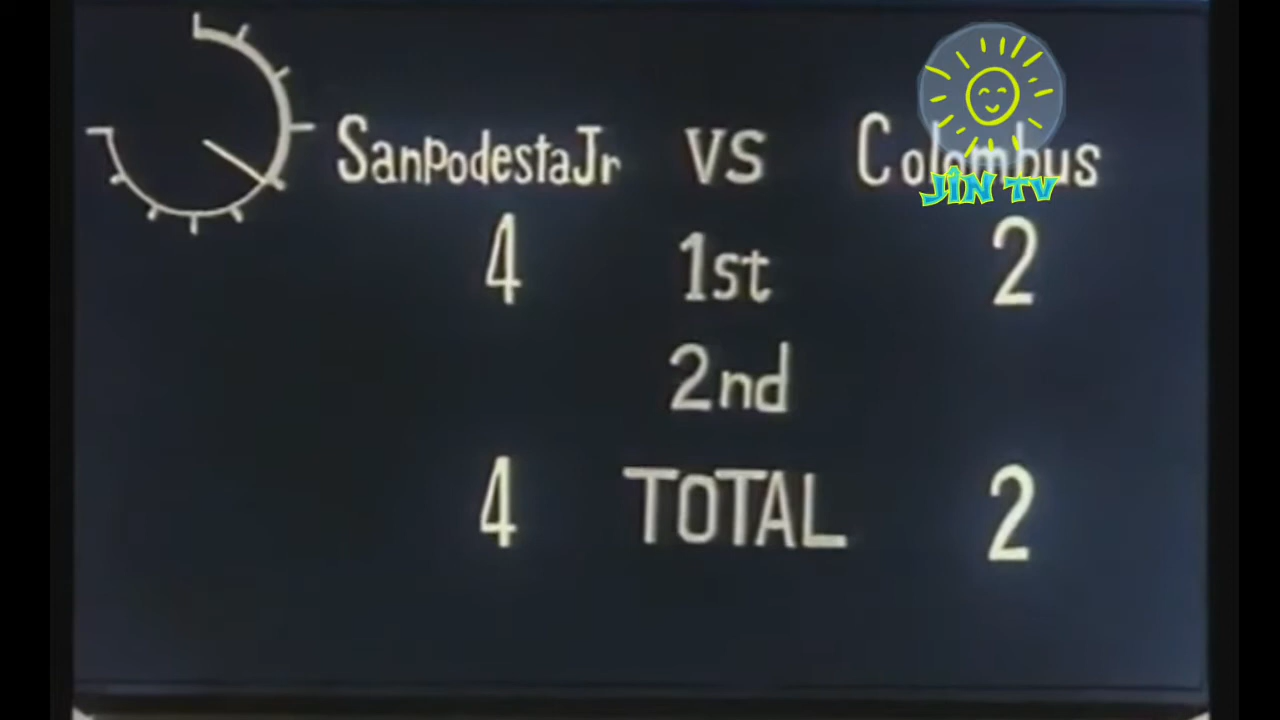 SanPodestaJr VS Colombus
4 1st 2
2nd
4 TOTAL 2
JiN TV